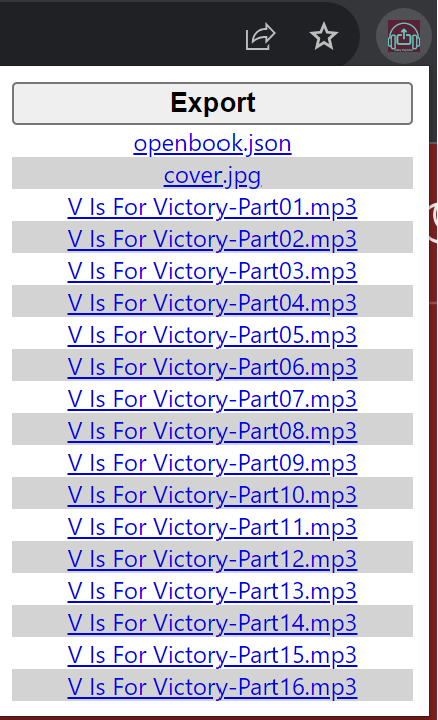 Export
openbook.json
cover.jpg
V Is For Victory-Part01.mp3
V Is For Victory-Part02.mp3
V Is For Victory-Part03.mp3
V Is For Victory-Part04.mp3
V Is For Victory-Part05.mp3
V Is For Victory-Part06.mp3
V Is For Victory-Part07.mp3
V Is For Victory-Part08.mp3
V Is For Victory-Part09.mp3
V Is For Victory-Part10.mp3
V Is For Victory-Part11.mp3
V Is For Victory-Part12.mp3
V Is For Victory-Part13.mp3
V Is For Victory-Part14.mp3
V Is For Victory-Part15.mp3
V Is For Victory-Part16.mp3